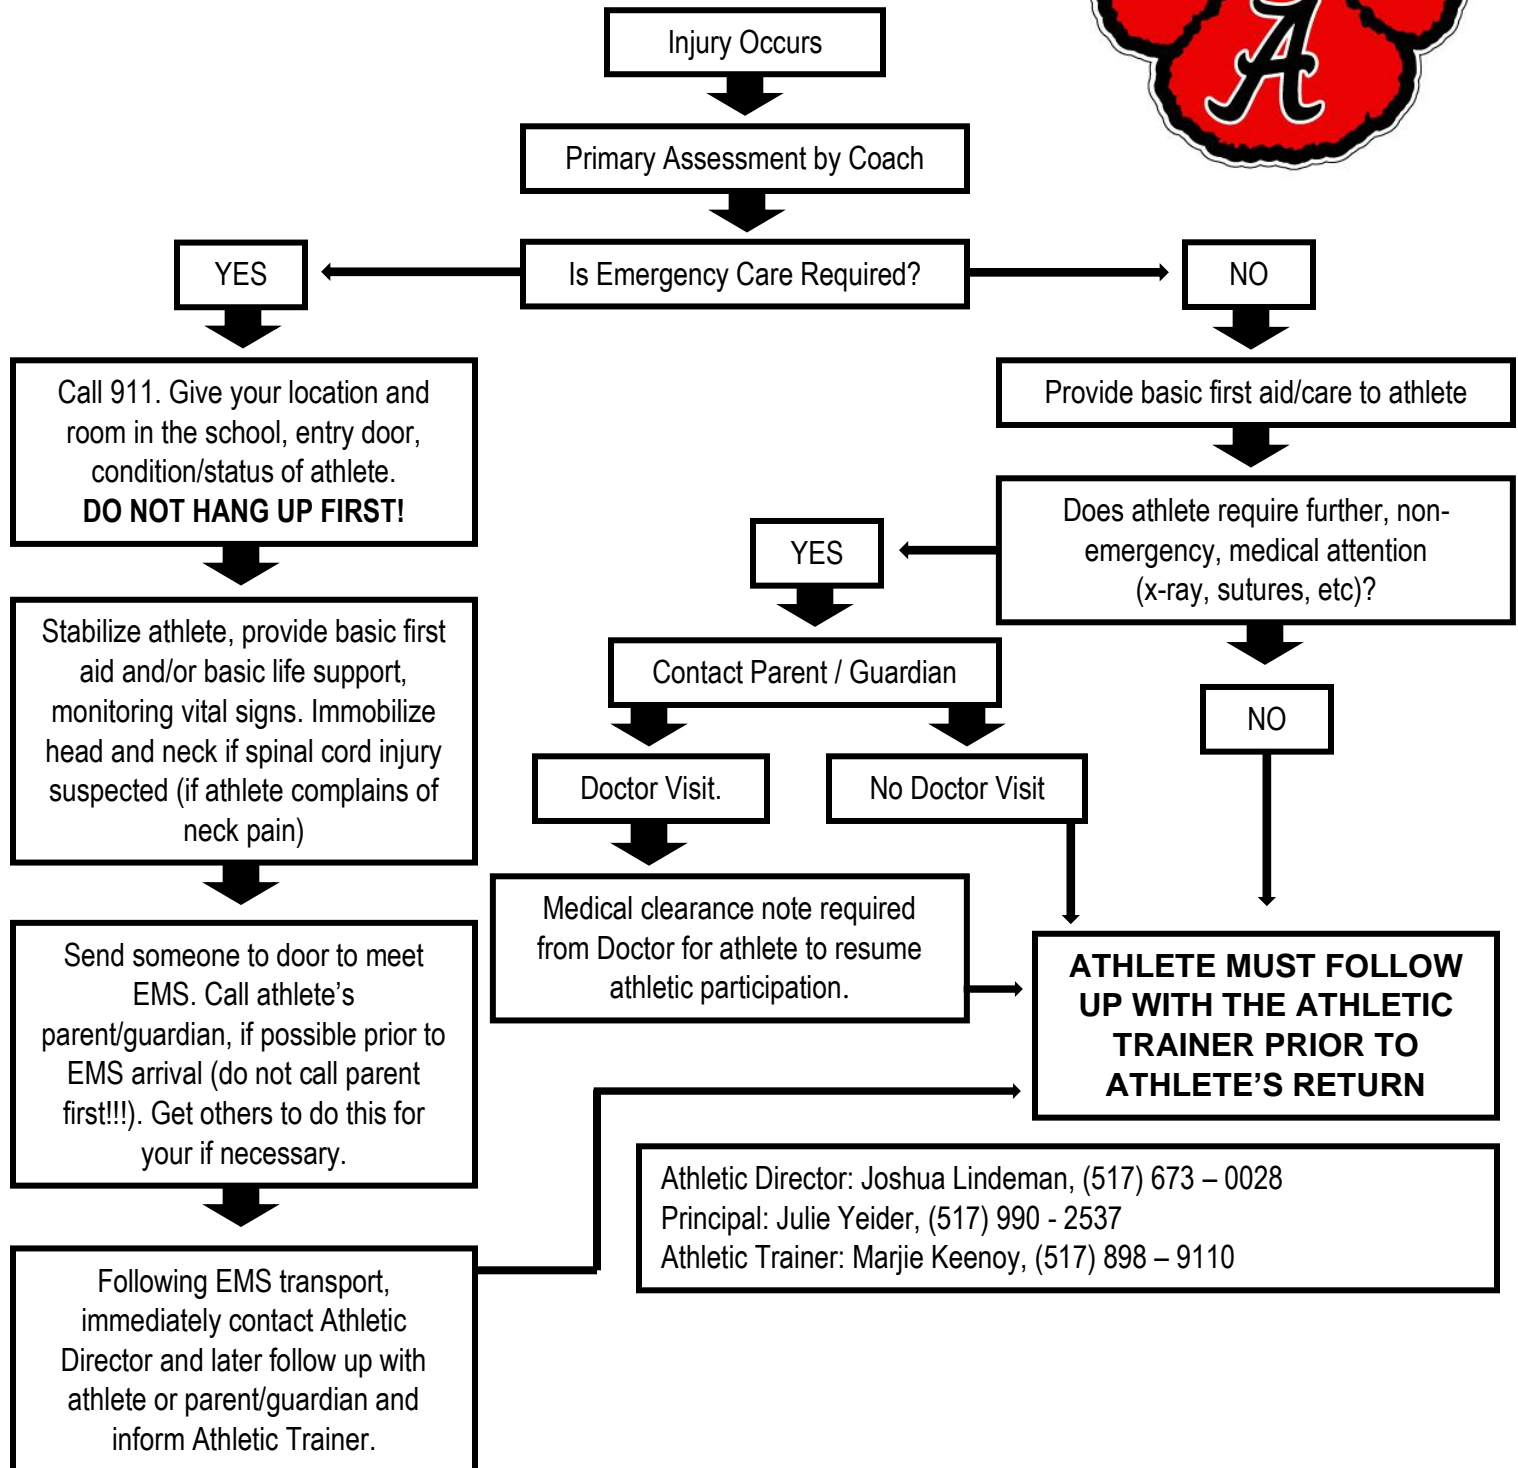 A
Injury Occurs
Primary Assessment by Coach
Is Emergency Care Required?
YES
NO
Call 911. Give your location and
room in the school, entry door,
condition/status of athlete.
DO NOT HANG UP FIRST!
Stabilize athlete, provide basic first
aid and/or basic life support,
monitoring vital signs. Immobilize
head and neck if spinal cord injury
suspected (if athlete complains of
neck pain)
Send someone to door to meet
EMS. Call athlete's
parent/guardian, if possible prior to
EMS arrival (do not call parent
first!!!). Get others to do this for
your if necessary.
Following EMS transport,
immediately contact Athletic
Director and later follow up with
athlete or parent/guardian and
inform Athletic Trainer.
Provide basic first aid/care to athlete
Does athlete require further, non-
emergency, medical attention
(x-ray, sutures, etc)?
YES
NO
Contact Parent / Guardian
Doctor Visit.
No Doctor Visit
Medical clearance note required
from Doctor for athlete to resume
athletic participation.
ATHLETE MUST FOLLOW
UP WITH THE ATHLETIC
TRAINER PRIOR TO
ATHLETE'S RETURN
Athletic Director: Joshua Lindeman, (517) 673 – 0028
Principal: Julie Yeider, (517) 990 - 2537
Athletic Trainer: Marjie Keenoy, (517) 898 – 9110